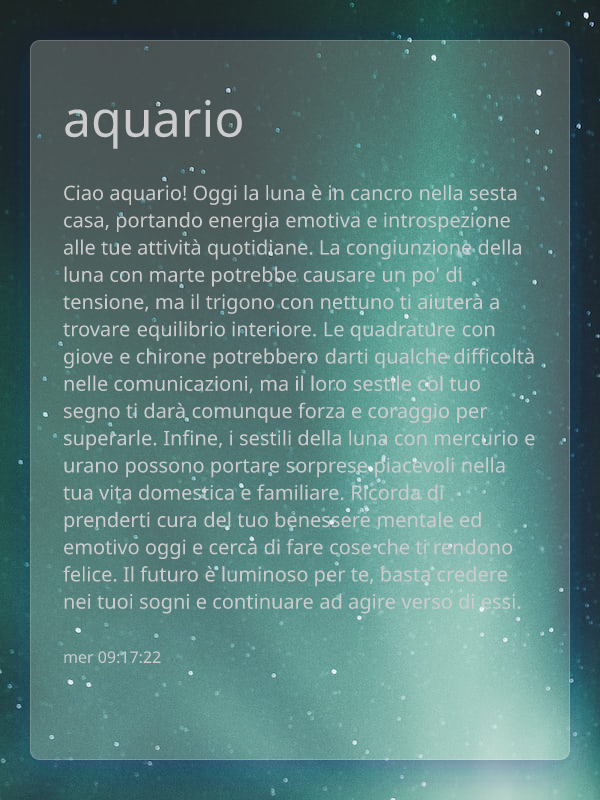 aquario
Ciao aquario! Oggi la luna è in cancro nella sesta
casa, portando energia emotiva e introspezione
alle tue attività quotidiane. La congiunzione della
luna con marte potrebbe causare un po' di
tensione, ma il trigono con nettuno ti aiuterà a
trovare equilibrio interiore. Le quadrature con
giove e chirone potrebbero darti qualche difficoltà
nelle comunicazioni, ma il loro sestile col tuo
segno ti darà comunque forza e coraggio per
superarle. Infine, i sestili della luna con mercurio e
urano possono portare sorprese piacevoli nella
tua vita domestica e familiare. Ricorda di
prenderti cura del tuo benessere mentale ed
emotivo oggi e cerca di fare cose che ti rendono
felice. Il futuro è luminoso per te, basta credere
nei tuoi sogni e continuare ad agire verso di essi.
mer 09:17:22